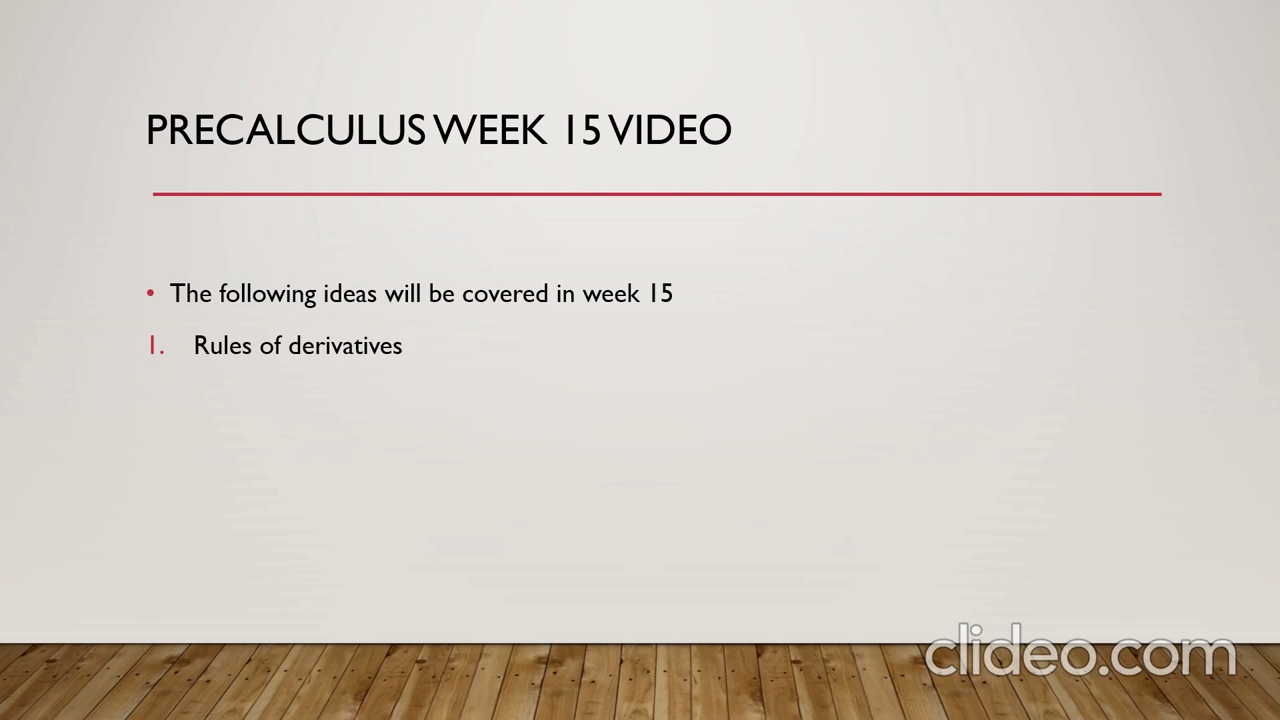 PRECALCULUS WEEK 15 VIDEO
• The following ideas will be covered in week 15
1. Rules of derivatives
clideo.com